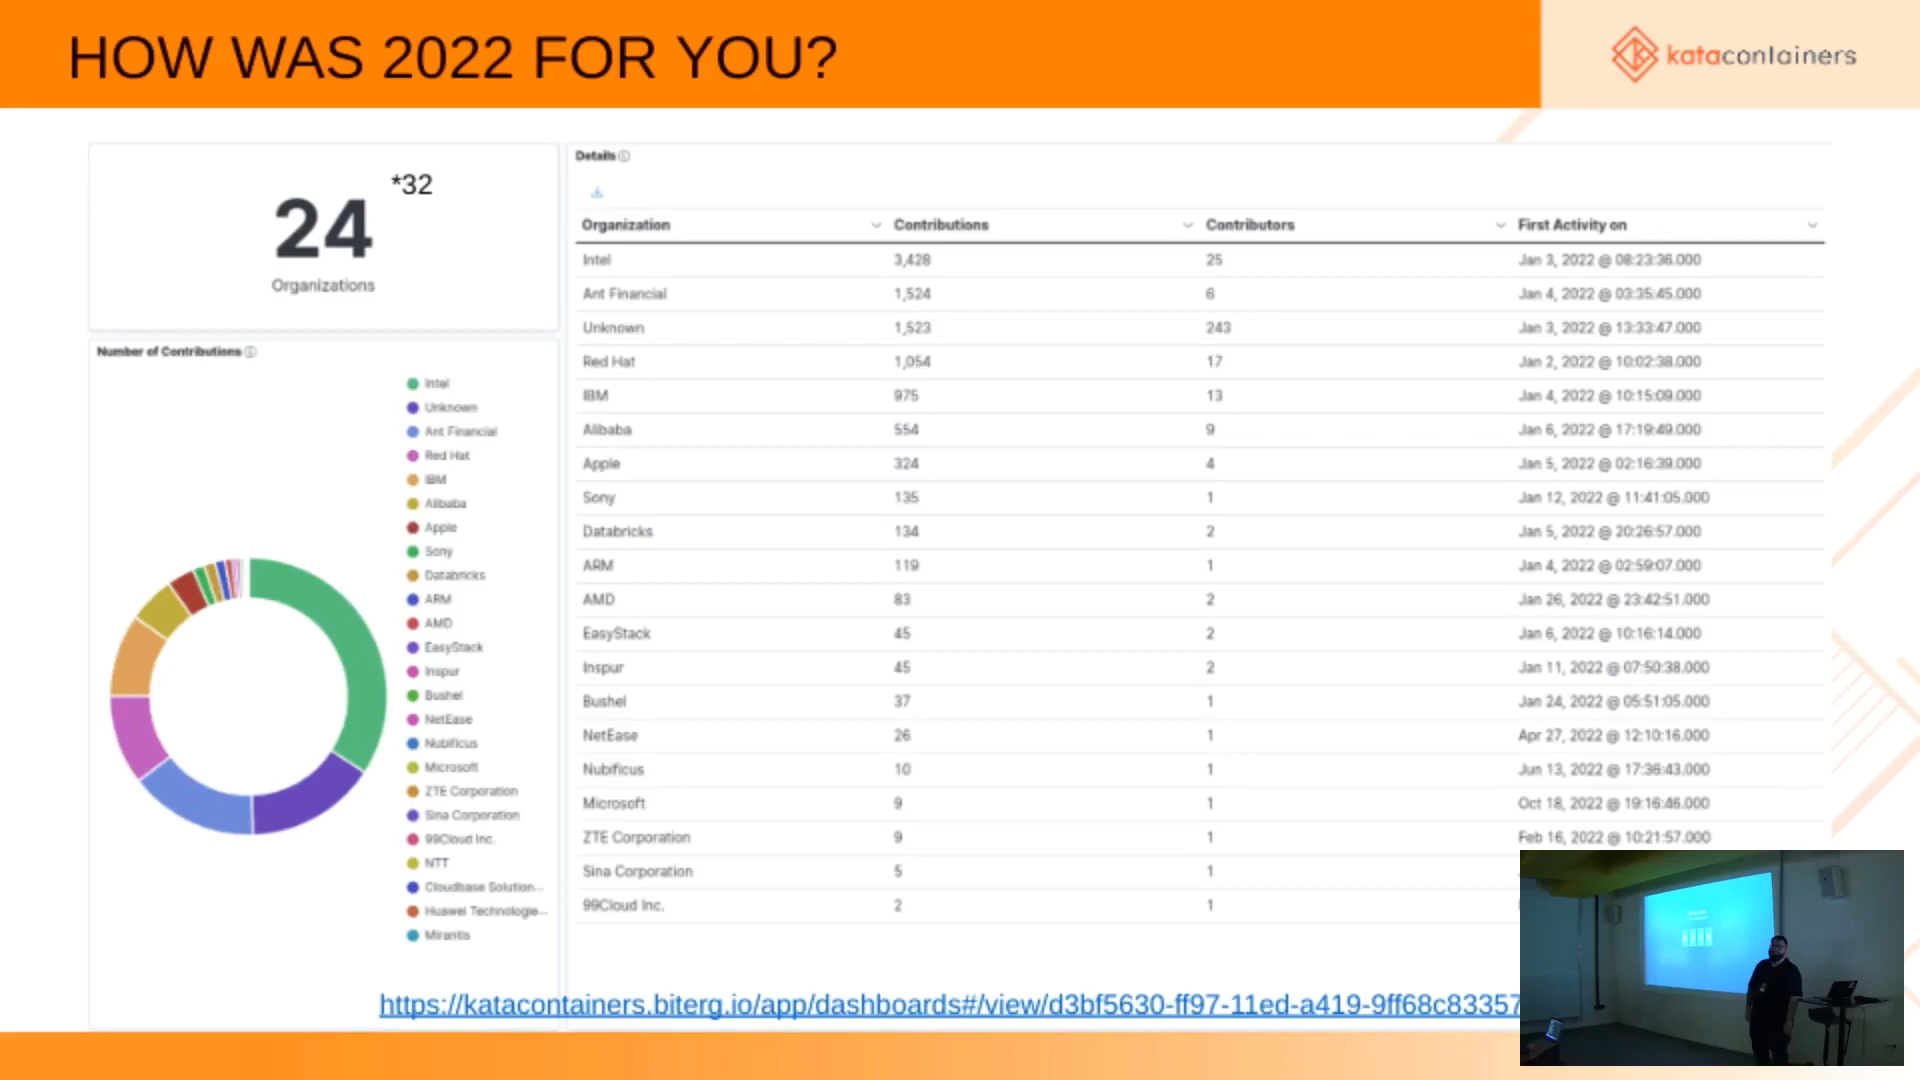 HOW WAS 2022 FOR YOU?
katacontainers
*32
24
Organizations
Number of Contributions
Intel
Unknown
Ant Financial
Red Hat
IBM
Alibaba
Apple
Sony
Databricks
ARM
AMD
EasyStack
Inspur
Bushel
NetEase
Nubificus
Microsoft
ZTE Corporation
Sina Corporation
99Cloud Inc.
NTT
Cloudbase Solution...
Huawei Technologie...
Mirantis
Details
Organization Contributions Contributors First Activity on
Intel 3,428 25 Jan 3, 2022 @ 08:23:36.000
Ant Financial 1,524 6 Jan 4, 2022 @ 03:35:45.000
Unknown 1,523 243 Jan 3, 2022 @ 13:33:47.000
Red Hat 1,054 17 Jan 2, 2022 @ 10:02:38.000
IBM 975 13 Jan 4, 2022 @ 10:15:09.000
Alibaba 554 9 Jan 6, 2022 @ 17:19:49.000
Apple 324 4 Jan 5, 2022 @ 02:16:39.000
Sony 135 1 Jan 12, 2022 @ 11:41:05.000
Databricks 134 2 Jan 5, 2022 @ 20:26:57.000
ARM 119 1 Jan 4, 2022 @ 02:59:07.000
AMD 83 2 Jan 26, 2022 @ 23:42:51.000
EasyStack 45 2 Jan 6, 2022 @ 10:16:14.000
Inspur 45 2 Jan 11, 2022 @ 07:50:38.000
Bushel 37 1 Jan 24, 2022 @ 05:51:05.000
NetEase 26 1 Apr 27, 2022 @ 12:10:16.000
Nubificus 10 1 Jun 13, 2022 @ 17:36:43.000
Microsoft 9 1 Oct 18, 2022 @ 19:16:46.000
ZTE Corporation 9 1 Feb 16, 2022 @ 10:21:57.000
Sina Corporation 5 1
99Cloud Inc. 2 1
https://katacontainers.biterg.io/app/dashboards#/view/d3bf5630-ff97-11ed-a419-9ff68c83357